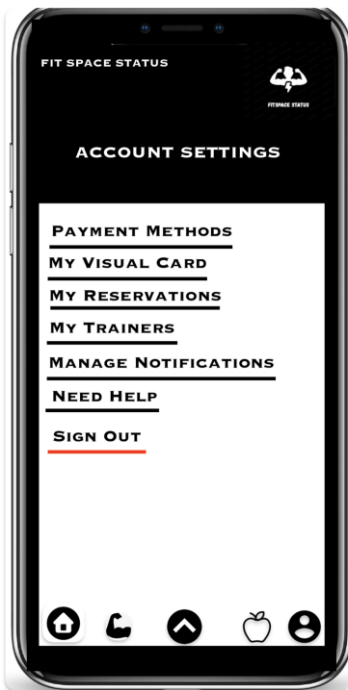 FIT SPACE STATUS
FITSPACE STATUS
ACCOUNT SETTINGS
PAYMENT METHODS
MY VISUAL CARD
MY RESERVATIONS
MY TRAINERS
MANAGE NOTIFICATIONS
NEED HELP
SIGN OUT